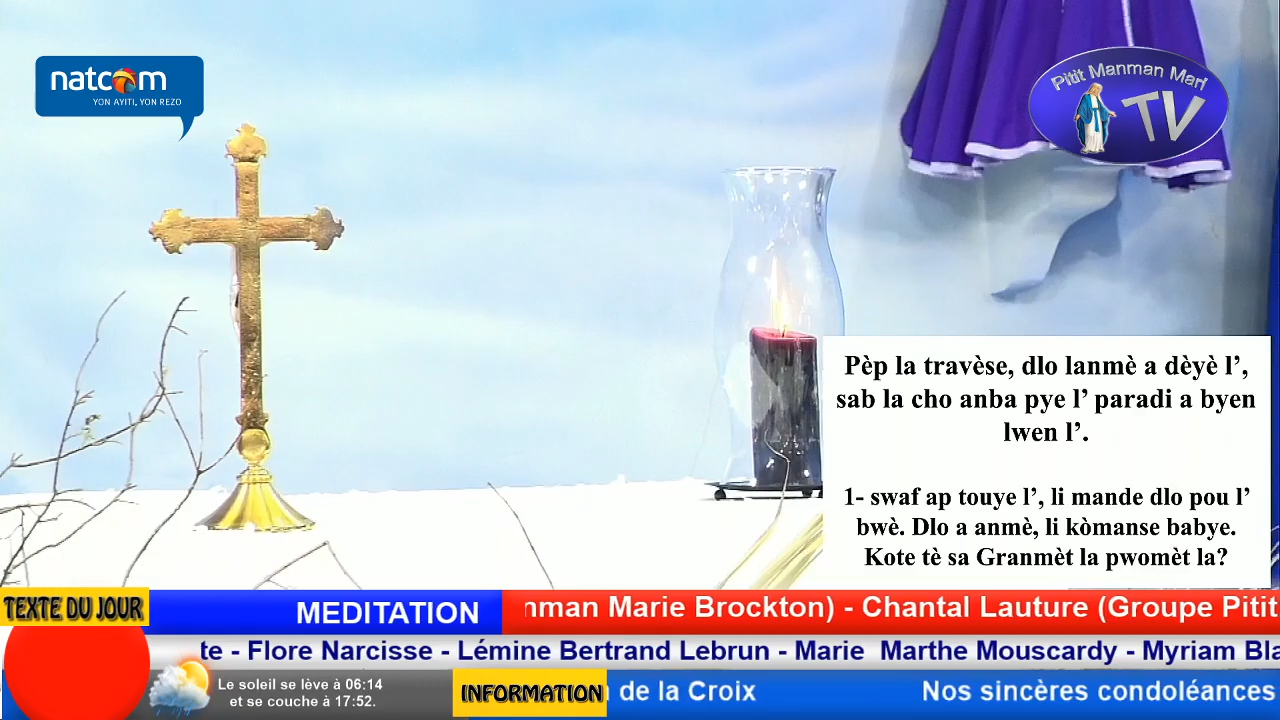 natcom
YON AYITI, YON REZO
Pitit Manman Mari
TV
Pèp la travèse, dlo lanmè a dèyè l’,
sab la cho anba pye l’ paradi a byen
lwen l’.
1- swaf ap touye l’, li mande dlo pou l’
bwè. Dlo a anmè, li kòmanse babye.
Kote tè sa Granmèt la pwomèt la?
TEXTE DU JOUR
MEDITATION
nman Marie Brockton) - Chantal Lauture (Groupe Pitit
te - Flore Narcisse - Lémine Bertrand Lebrun - Marie Marthe Mouscardy - Myriam Bla
Le soleil se lève à 06:14
et se couche à 17:52.
INFORMATION
de la Croix
Nos sincères condoléances